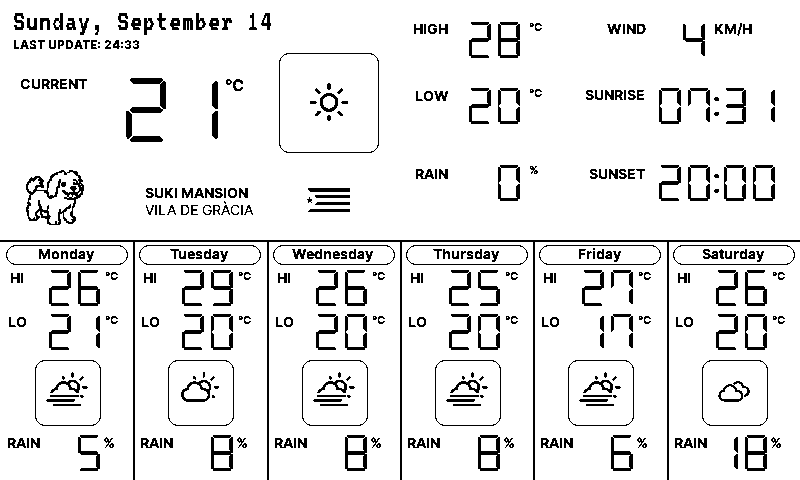 Sunday, September 14
LAST UPDATE: 24:33
CURRENT 21 °C
SUKI MANSION
VILA DE GRÀCIA
HIGH 28 °C
LOW 20 °C
RAIN 0 %
WIND 4 KM/H
SUNRISE 07:31
SUNSET 20:00
Monday
HI 26 °C
LO 21 °C
RAIN 5 %
Tuesday
HI 29 °C
LO 20 °C
RAIN 8 %
Wednesday
HI 26 °C
LO 20 °C
RAIN 8 %
Thursday
HI 25 °C
LO 20 °C
RAIN 8 %
Friday
HI 27 °C
LO 17 °C
RAIN 6 %
Saturday
HI 26 °C
LO 20 °C
RAIN 18 %